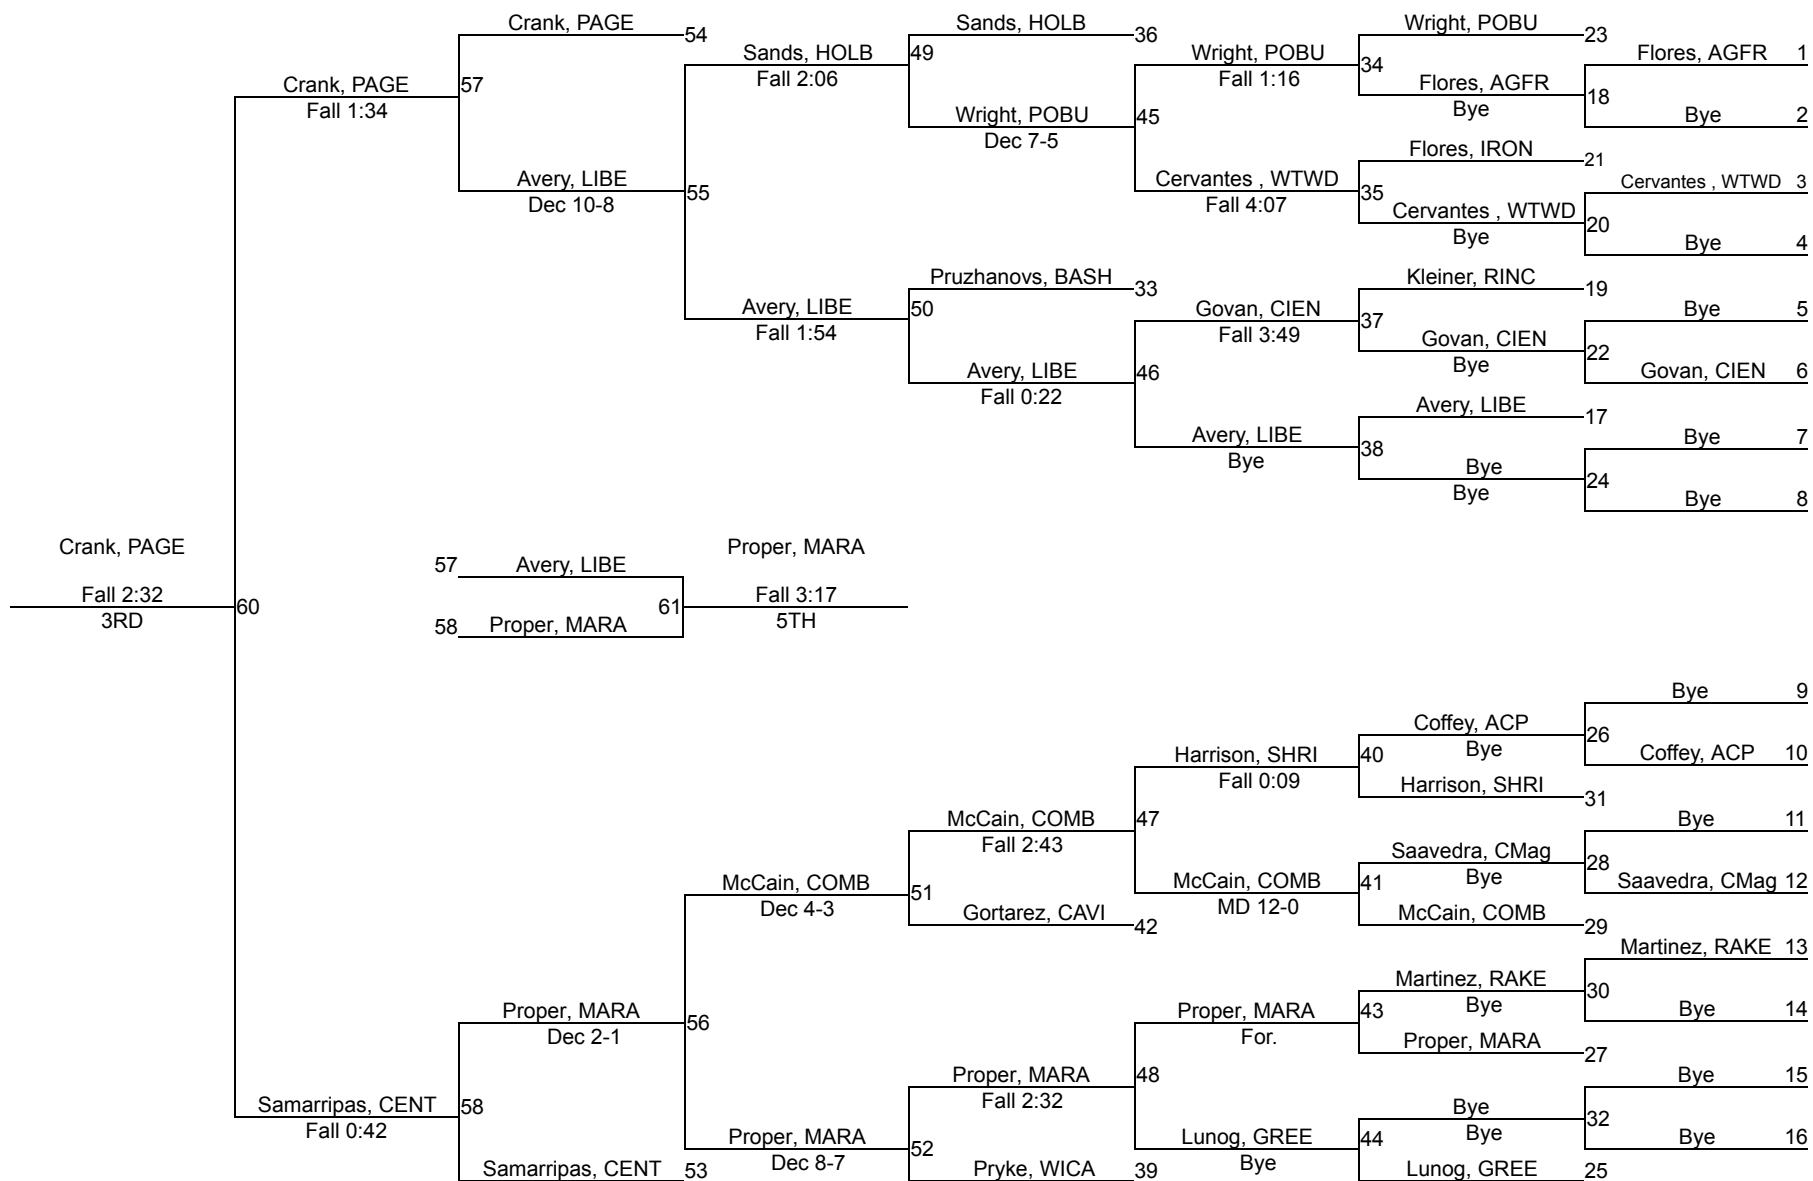 Crank, PAGE
54
Sands, HOLB
36
Wright, POBU
23
Flores, AGFR 1
Sands, HOLB
Fall 2:06
49
Wright, POBU
Fall 1:16
34
Flores, AGFR
Bye
18
Bye 2
Crank, PAGE
Fall 1:34
57
Wright, POBU
Dec 7-5
45
Flores, IRON
21
Cervantes , WTWD 3
Avery, LIBE
Dec 10-8
55
Cervantes , WTWD
Fall 4:07
35
Cervantes , WTWD
Bye
20
Bye 4
Pruzhanovs, BASH
33
Kleiner, RINC
19
Bye 5
Avery, LIBE
Fall 1:54
50
Govan, CIEN
Fall 3:49
37
Govan, CIEN
Bye
22
Govan, CIEN 6
Avery, LIBE
Fall 0:22
46
Avery, LIBE
17
Bye 7
Avery, LIBE
Bye
38
Bye
Bye
24
Bye 8
Crank, PAGE
Fall 2:32
3RD
60
57 Avery, LIBE
58 Proper, MARA
61
Proper, MARA
Fall 3:17
5TH
Bye 9
Coffey, ACP
Bye
26
Coffey, ACP 10
Harrison, SHRI
Fall 0:09
40
Harrison, SHRI
31
Bye 11
McCain, COMB
Fall 2:43
47
Saavedra, CMag
Bye
28
Saavedra, CMag 12
McCain, COMB
Dec 4-3
51
McCain, COMB
MD 12-0
41
McCain, COMB
29
Gortarez, CAVI
42
Martinez, RAKE 13
Martinez, RAKE
Bye
30
Bye 14
Proper, MARA
Dec 2-1
56
Proper, MARA
For.
43
Proper, MARA
27
Bye 15
Proper, MARA
Fall 2:32
48
Bye
Bye
32
Bye 16
Samarripas, CENT
Fall 0:42
58
Proper, MARA
Dec 8-7
52
Lunog, GREE
Bye
44
Samarripas, CENT
53
Pryke, WICA
39
Lunog, GREE
25